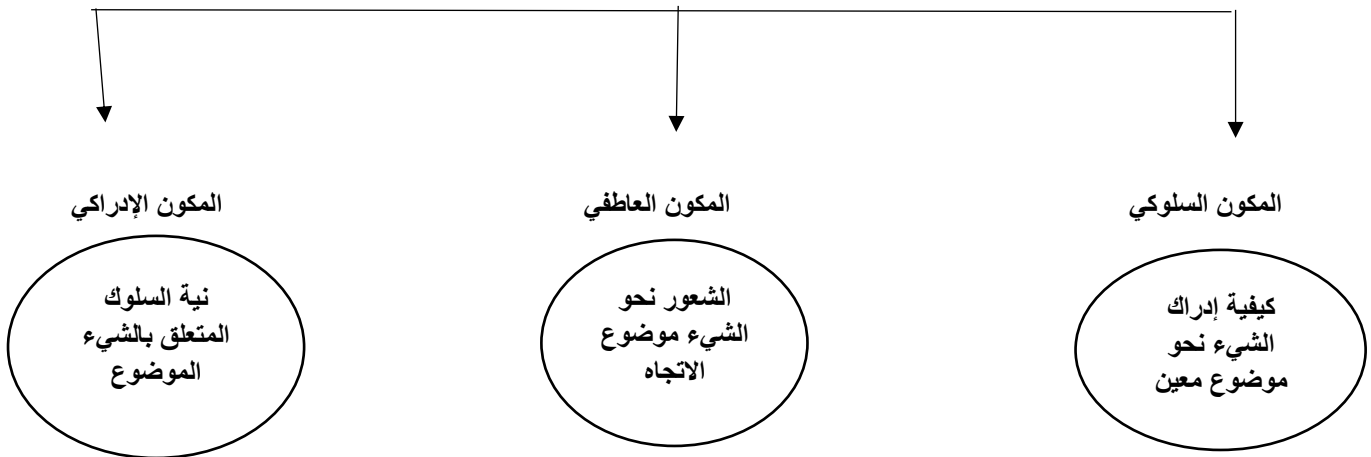 المكون السلوكي
المكون العاطفي
المكون الإدراكي
كيفية إدراك
الشيء نحو
موضوع معين
الشعور نحو
الشيء موضوع
الاتجاه
نية السلوك
المتعلق بالشيء
الموضوع